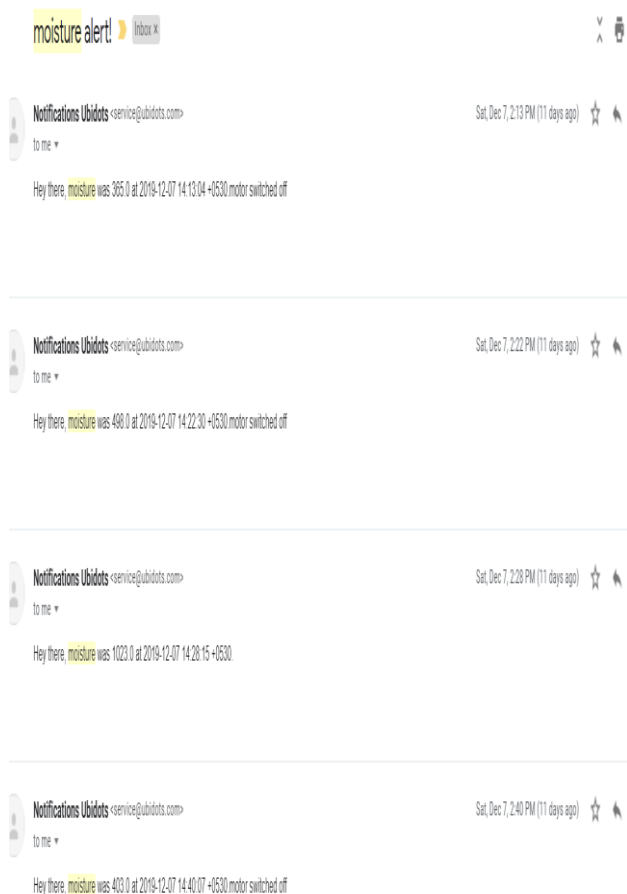 moisture alert! Inbox ×
Notifications Ubidots <service@ubidots.com> Sat, Dec 7, 2:13 PM (11 days ago)
to me
Hey there, moisture was 365.0 at 2019-12-07 14:13:04 +0530.motor switched off
Notifications Ubidots <service@ubidots.com> Sat, Dec 7, 2:22 PM (11 days ago)
to me
Hey there, moisture was 498.0 at 2019-12-07 14:22:30 +0530.motor switched off
Notifications Ubidots <service@ubidots.com> Sat, Dec 7, 2:28 PM (11 days ago)
to me
Hey there, moisture was 1023.0 at 2019-12-07 14:28:15 +0530.
Notifications Ubidots <service@ubidots.com> Sat, Dec 7, 2:40 PM (11 days ago)
to me
Hey there, moisture was 403.0 at 2019-12-07 14:40:07 +0530.motor switched off